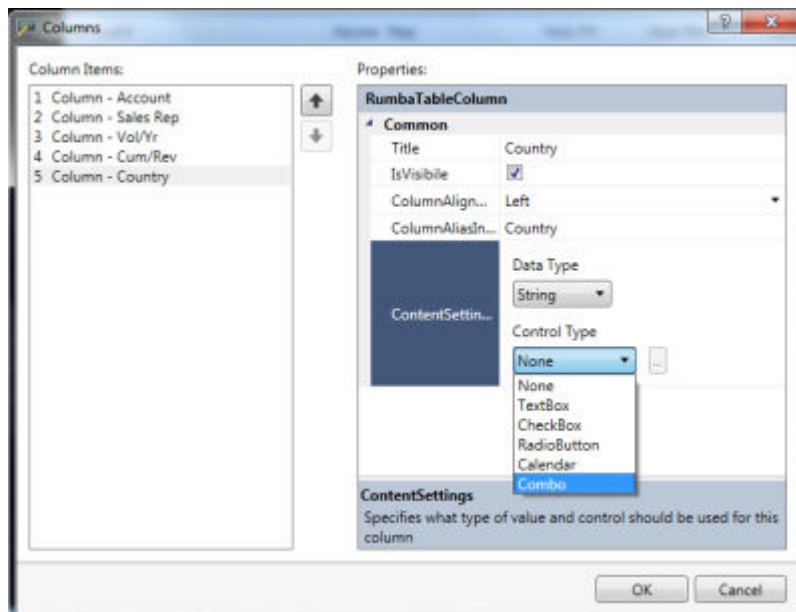 Columns
Column Items:
1 Column - Account
2 Column - Sales Rep
3 Column - Vol/Yr
4 Column - Cum/Rev
5 Column - Country
Properties:
RumbaTableColumn
Common
Title Country
IsVisibile
ColumnAlign... Left
ColumnAliasIn... Country
ContentSettin...
Data Type
String
Control Type
None
...
None
TextBox
CheckBox
RadioButton
Calendar
Combo
ContentSettings
Specifies what type of value and control should be used for this
column
OK Cancel